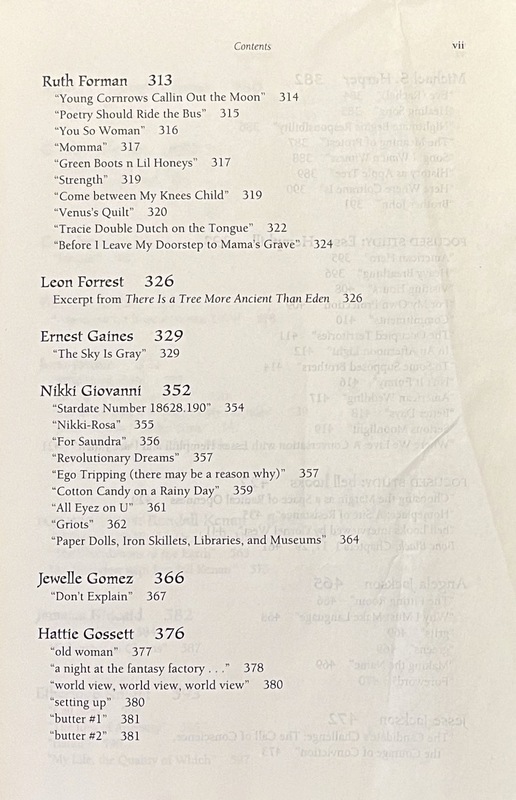 Contents vii
Ruth Forman 313
"Young Cornrows Callin Out the Moon" 314
"Poetry Should Ride the Bus" 315
"You So Woman" 316
"Momma" 317
"Green Boots n Lil Honeys" 317
"Strength" 319
"Come between My Knees Child" 319
"Venus's Quilt" 320
"Tracie Double Dutch on the Tongue" 322
"Before I Leave My Doorstep to Mama's Grave" 324
Leon Forrest 326
Excerpt from There Is a Tree More Ancient Than Eden 326
Ernest Gaines 329
"The Sky Is Gray" 329
Nikki Giovanni 352
"Stardate Number 18628.190" 354
"Nikki-Rosa" 355
"For Saundra" 356
"Revolutionary Dreams" 357
"Ego Tripping (there may be a reason why)" 357
"Cotton Candy on a Rainy Day" 359
"All Eyez on U" 361
"Griots" 362
"Paper Dolls, Iron Skillets, Libraries, and Museums" 364
Jewelle Gomez 366
"Don't Explain" 367
Hattie Gossett 376
"old woman" 377
"a night at the fantasy factory . . ." 378
"world view, world view, world view" 380
"setting up" 380
"butter #1" 381
"butter #2" 381